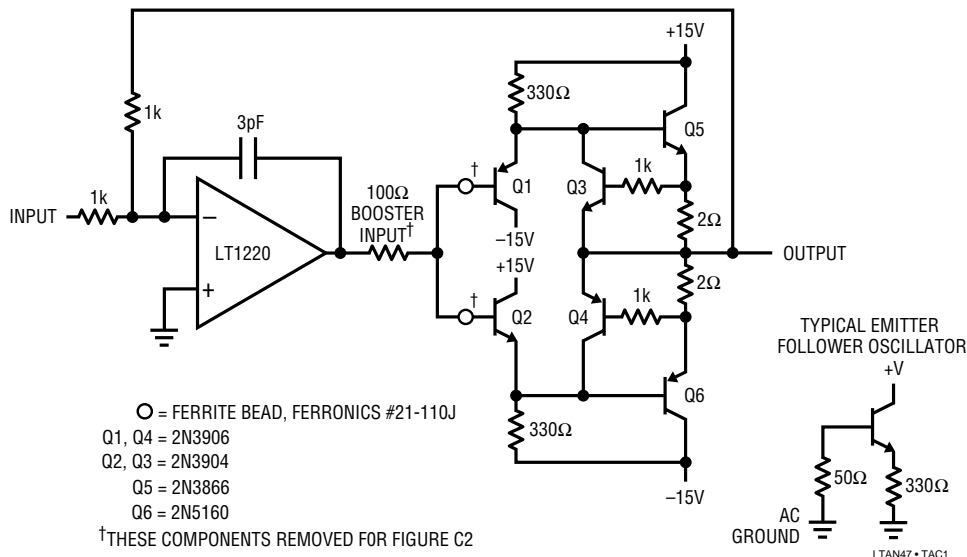 +15V
330Ω
1k
3pF
Q5
†
Q1
Q3
1k
100Ω
BOOSTER
INPUT†
INPUT
1k
2Ω
–
LT1220
–15V
OUTPUT
+15V
+
†
Q2
Q4
1k
2Ω
TYPICAL EMITTER
FOLLOWER OSCILLATOR
+V
Q6
O = FERRITE BEAD, FERRONICS #21-110J
330Ω
Q1, Q4 = 2N3906
Q2, Q3 = 2N3904
Q5 = 2N3866
Q6 = 2N5160
†THESE COMPONENTS REMOVED FOR FIGURE C2
–15V
50Ω
330Ω
AC
GROUND
LTAN47 • TAC1